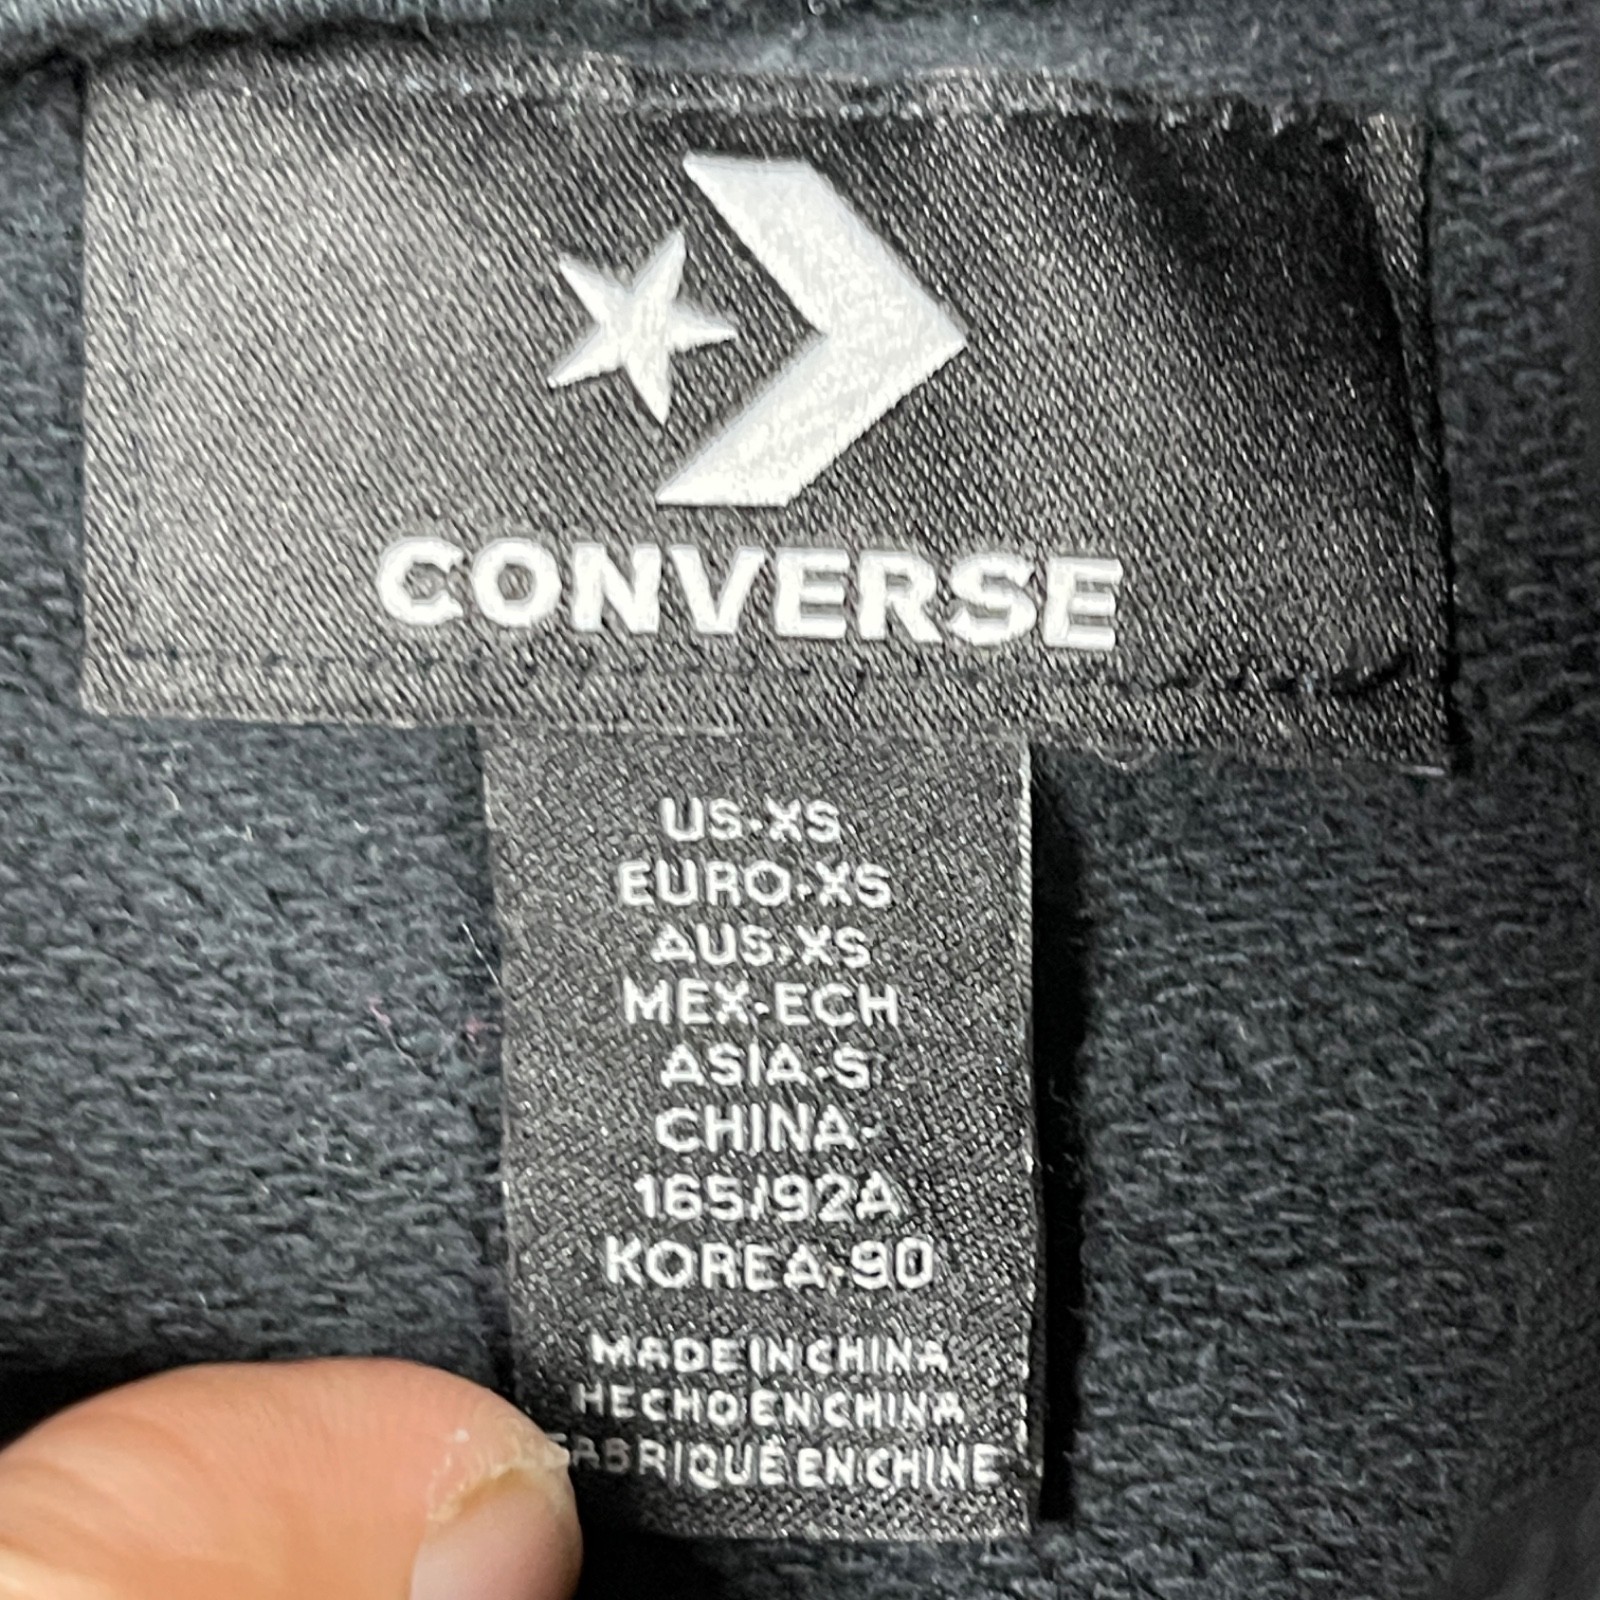 CONVERSE
US-XS
EURO-XS
AUS-XS
MEX-ECH
ASIA-S
CHINA-
165/92A
KOREA-90
MADE IN CHINA
HECHO EN CHINA
FABRIQUÉ EN CHINE